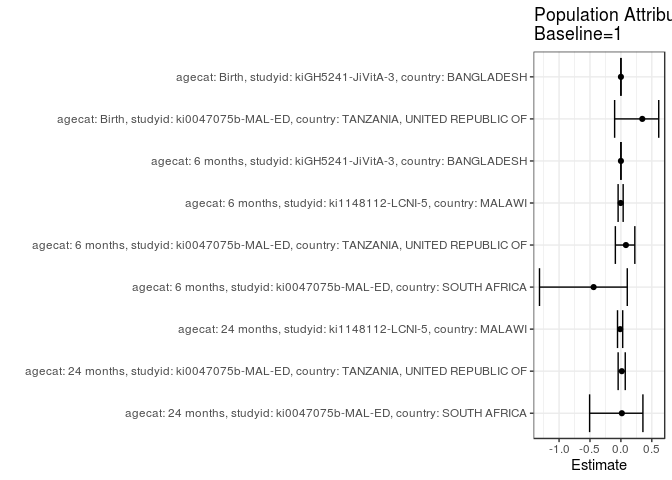 Population Attribu
Baseline=1
agecat: Birth, studyid: kiGH5241-JiVitA-3, country: BANGLADESH
agecat: Birth, studyid: ki0047075b-MAL-ED, country: TANZANIA, UNITED REPUBLIC OF
agecat: 6 months, studyid: kiGH5241-JiVitA-3, country: BANGLADESH
agecat: 6 months, studyid: ki1148112-LCNI-5, country: MALAWI
agecat: 6 months, studyid: ki0047075b-MAL-ED, country: TANZANIA, UNITED REPUBLIC OF
agecat: 6 months, studyid: ki0047075b-MAL-ED, country: SOUTH AFRICA
agecat: 24 months, studyid: ki1148112-LCNI-5, country: MALAWI
agecat: 24 months, studyid: ki0047075b-MAL-ED, country: TANZANIA, UNITED REPUBLIC OF
agecat: 24 months, studyid: ki0047075b-MAL-ED, country: SOUTH AFRICA
-1.0 -0.5 0.0 0.5
Estimate